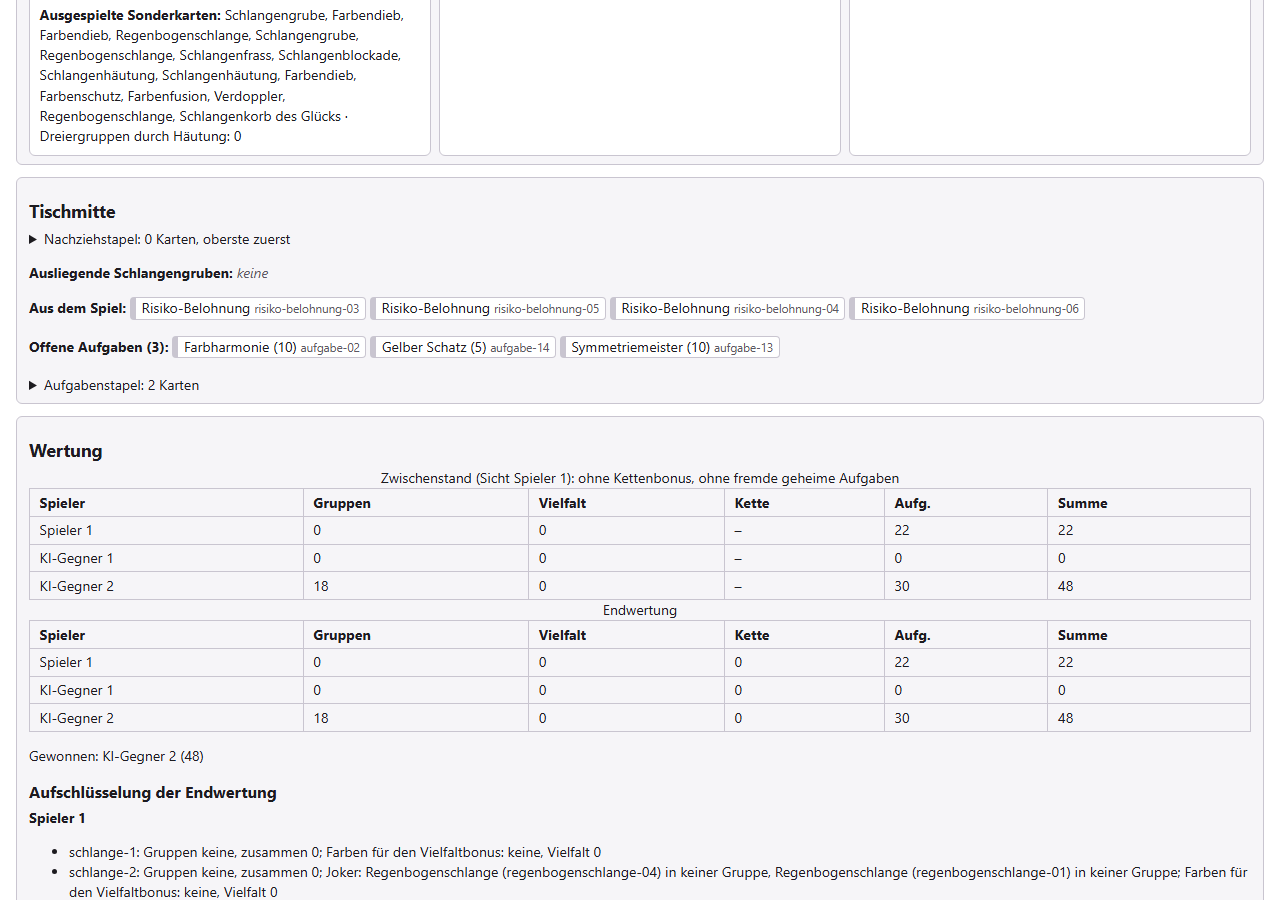 Ausgespielte Sonderkarten: Schlangengrube, Farbendieb,
Farbendieb, Regenbogenschlange, Schlangengrube,
Regenbogenschlange, Schlangenfrass, Schlangenblockade,
Schlangenhäutung, Schlangenhäutung, Farbendieb,
Farbenschutz, Farbenfusion, Verdoppler,
Regenbogenschlange, Schlangenkorb des Glücks ·
Dreiergruppen durch Häutung: 0
Tischmitte
▶ Nachziehstapel: 0 Karten, oberste zuerst
Ausliegende Schlangengruben: keine
Aus dem Spiel: Risiko-Belohnung risiko-belohnung-03 Risiko-Belohnung risiko-belohnung-05 Risiko-Belohnung risiko-belohnung-04 Risiko-Belohnung risiko-belohnung-06
Offene Aufgaben (3): Farbharmonie (10) aufgabe-02 Gelber Schatz (5) aufgabe-14 Symmetriemeister (10) aufgabe-13
▶ Aufgabenstapel: 2 Karten
Wertung
Zwischenstand (Sicht Spieler 1): ohne Kettenbonus, ohne fremde geheime Aufgaben
Spieler Gruppen Vielfalt Kette Aufg. Summe
Spieler 1 0 0 – 22 22
KI-Gegner 1 0 0 – 0 0
KI-Gegner 2 18 0 – 30 48
Endwertung
Spieler Gruppen Vielfalt Kette Aufg. Summe
Spieler 1 0 0 0 22 22
KI-Gegner 1 0 0 0 0 0
KI-Gegner 2 18 0 0 30 48
Gewonnen: KI-Gegner 2 (48)
Aufschlüsselung der Endwertung
Spieler 1
• schlange-1: Gruppen keine, zusammen 0; Farben für den Vielfaltbonus: keine, Vielfalt 0
• schlange-2: Gruppen keine, zusammen 0; Joker: Regenbogenschlange (regenbogenschlange-04) in keiner Gruppe, Regenbogenschlange (regenbogenschlange-01) in keiner Gruppe; Farben für
den Vielfaltbonus: keine, Vielfalt 0